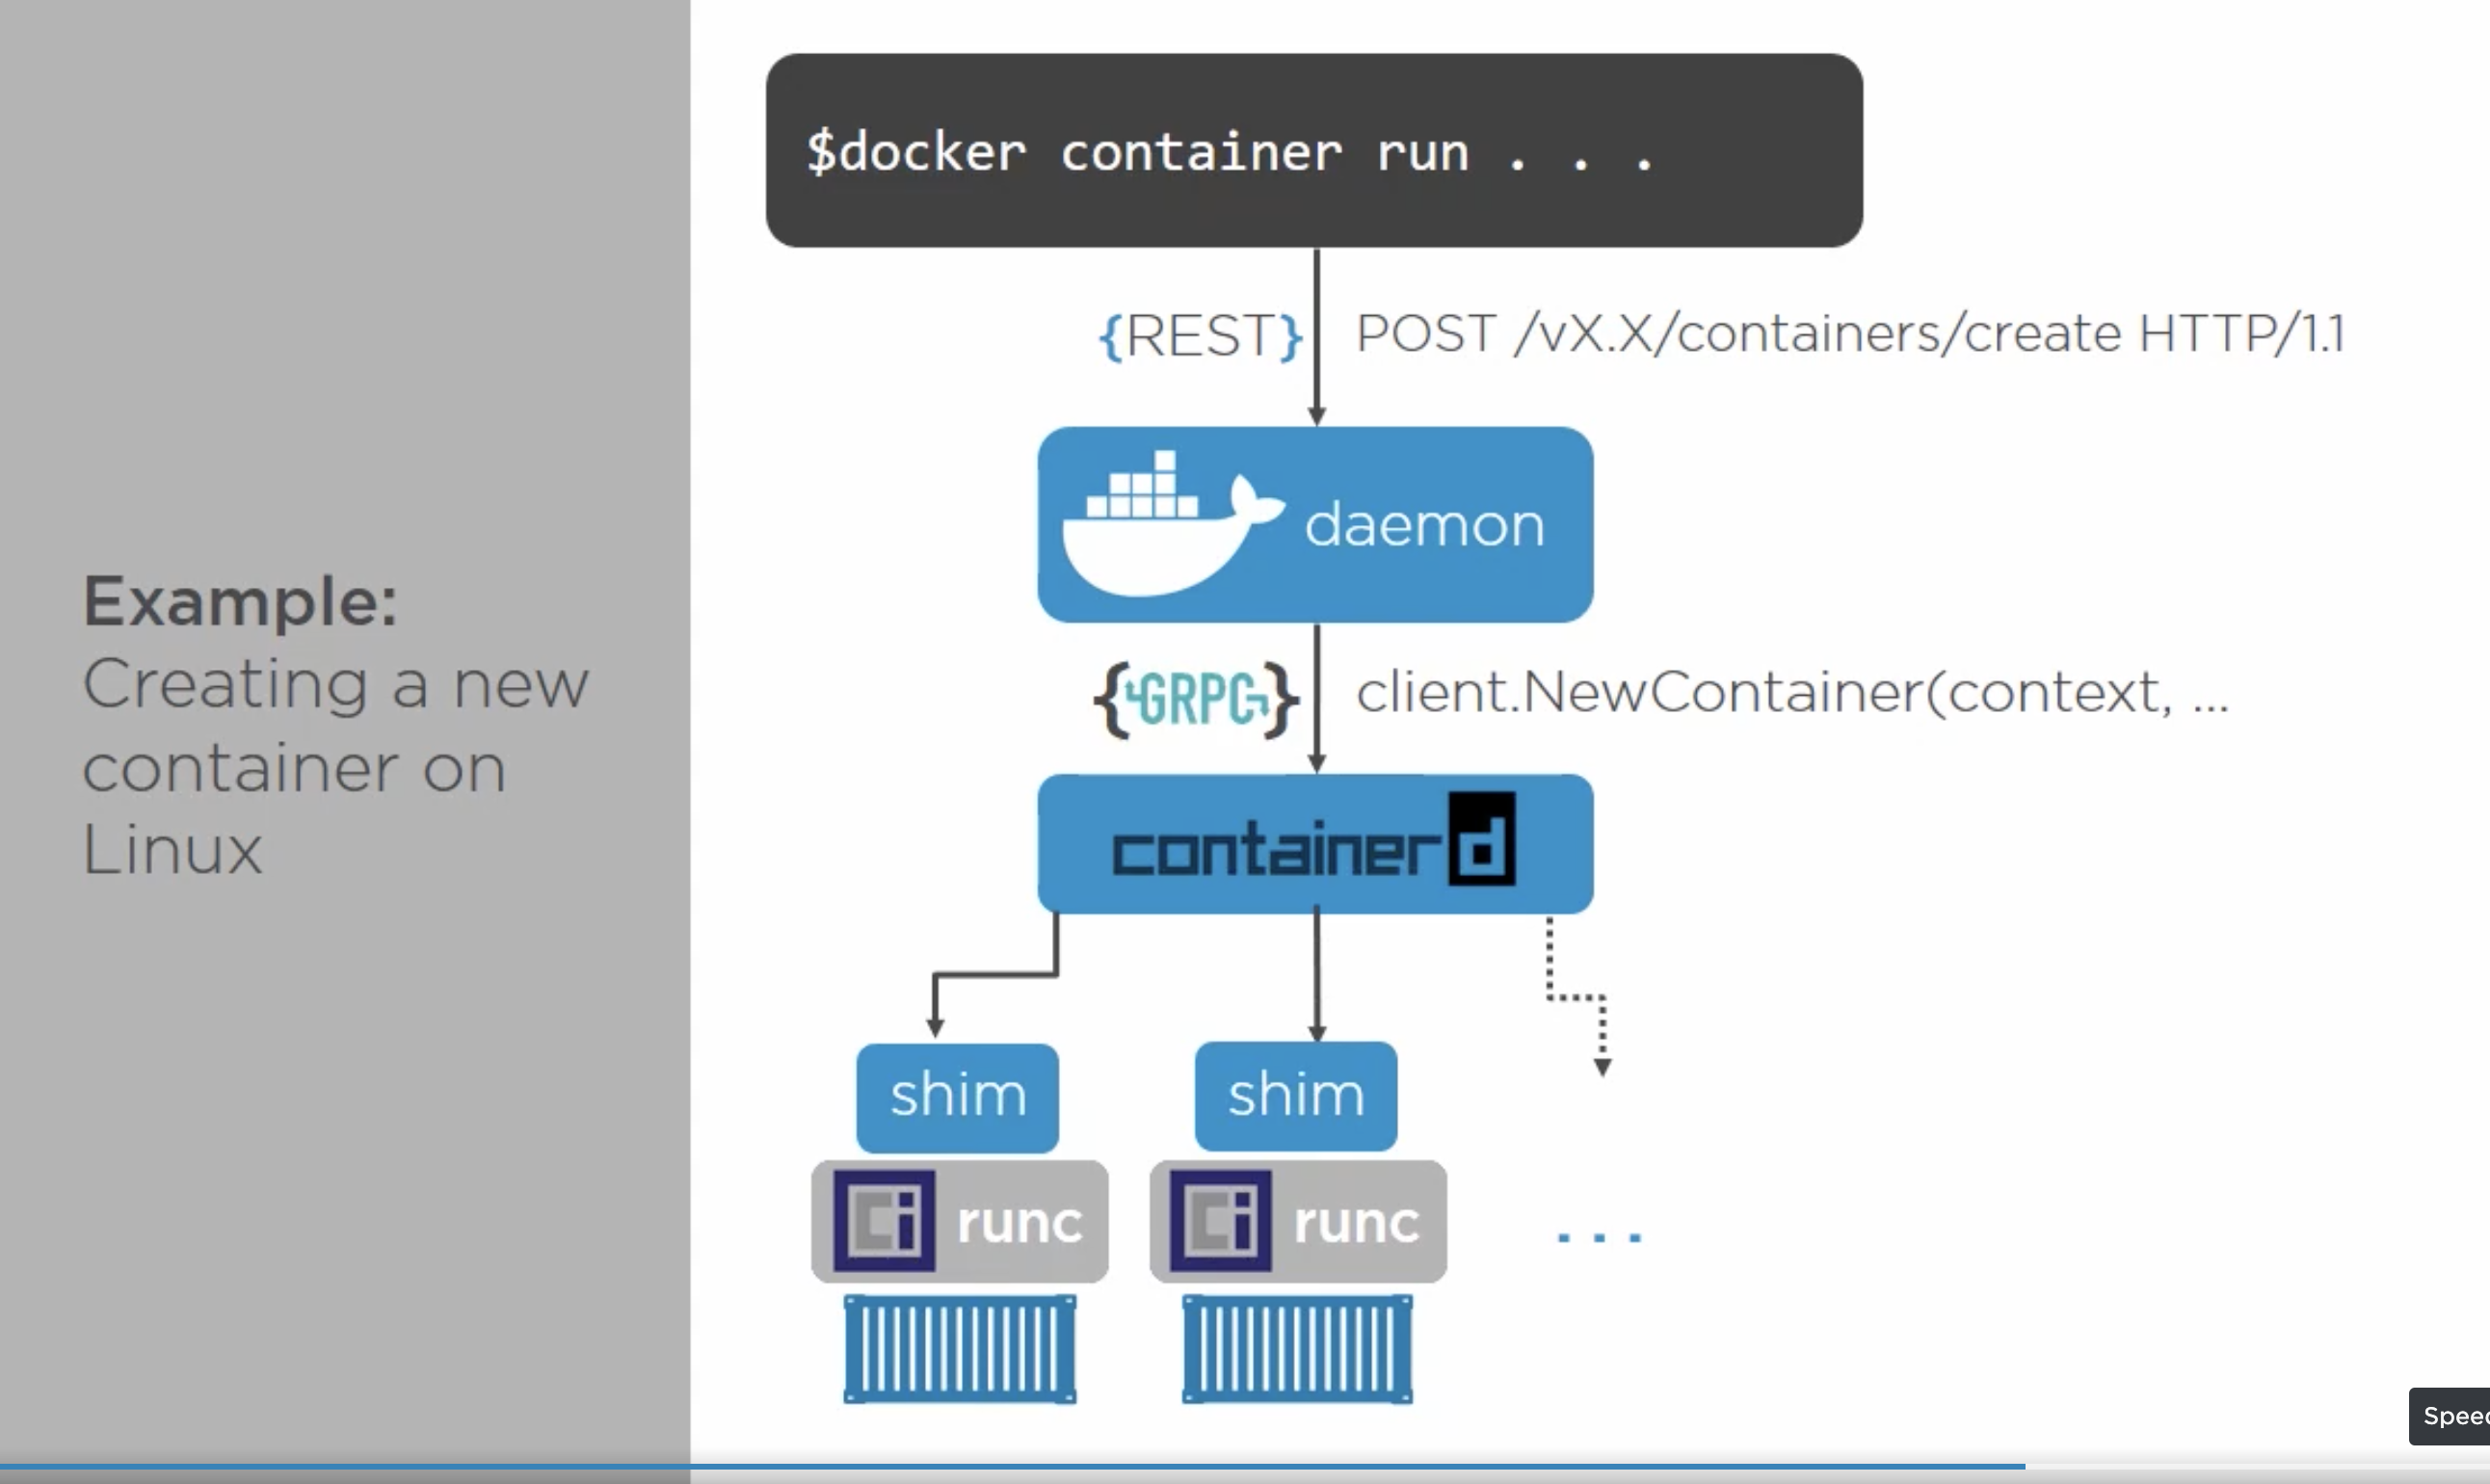 $docker container run . . .
{REST}
POST /vX.X/containers/create HTTP/1.1
daemon
{GRPC}
client.NewContainer(context, ...
containerd
Example:
Creating a new
container on
Linux
shim
shim
runc
runc
...